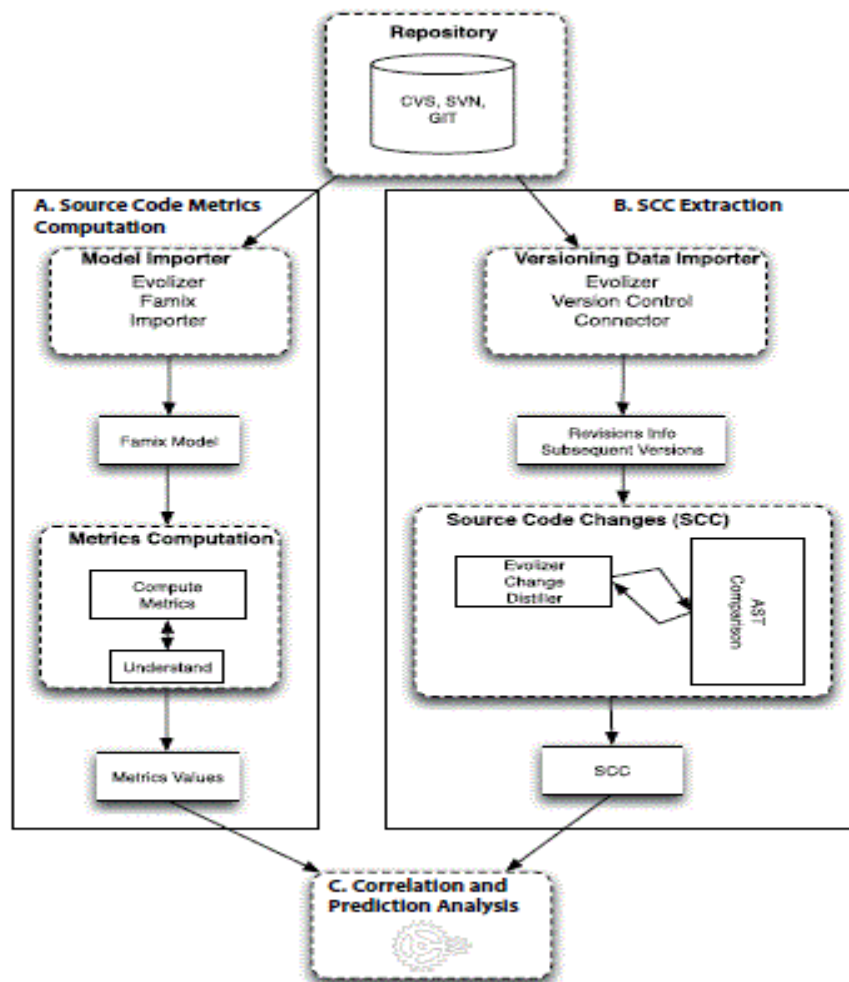 Repository
CVS, SVN,
GIT
A. Source Code Metrics
Computation
Model Importer
Evolizer
Famix
Importer
Famix Model
Metrics Computation
Compute
Metrics
Understand
Metrics Values
B. SCC Extraction
Versioning Data Importer
Evolizer
Version Control
Connector
Revisions Info
Subsequent Versions
Source Code Changes (SCC)
Evolizer
Change
Distiller
AST
Comparison
SCC
C. Correlation and
Prediction Analysis